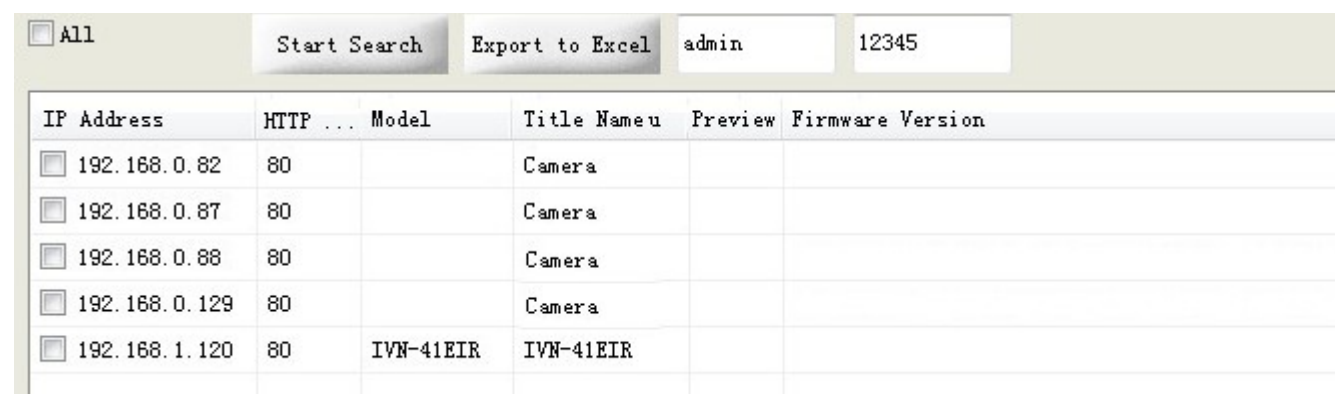 All Start Search Export to Excel admin 12345
IP Address HTTP ... Model Title Nameu Preview Firmware Version
192.168.0.82 80 Camera
192.168.0.87 80 Camera
192.168.0.88 80 Camera
192.168.0.129 80 Camera
192.168.1.120 80 IVN-41EIR IVN-41EIR